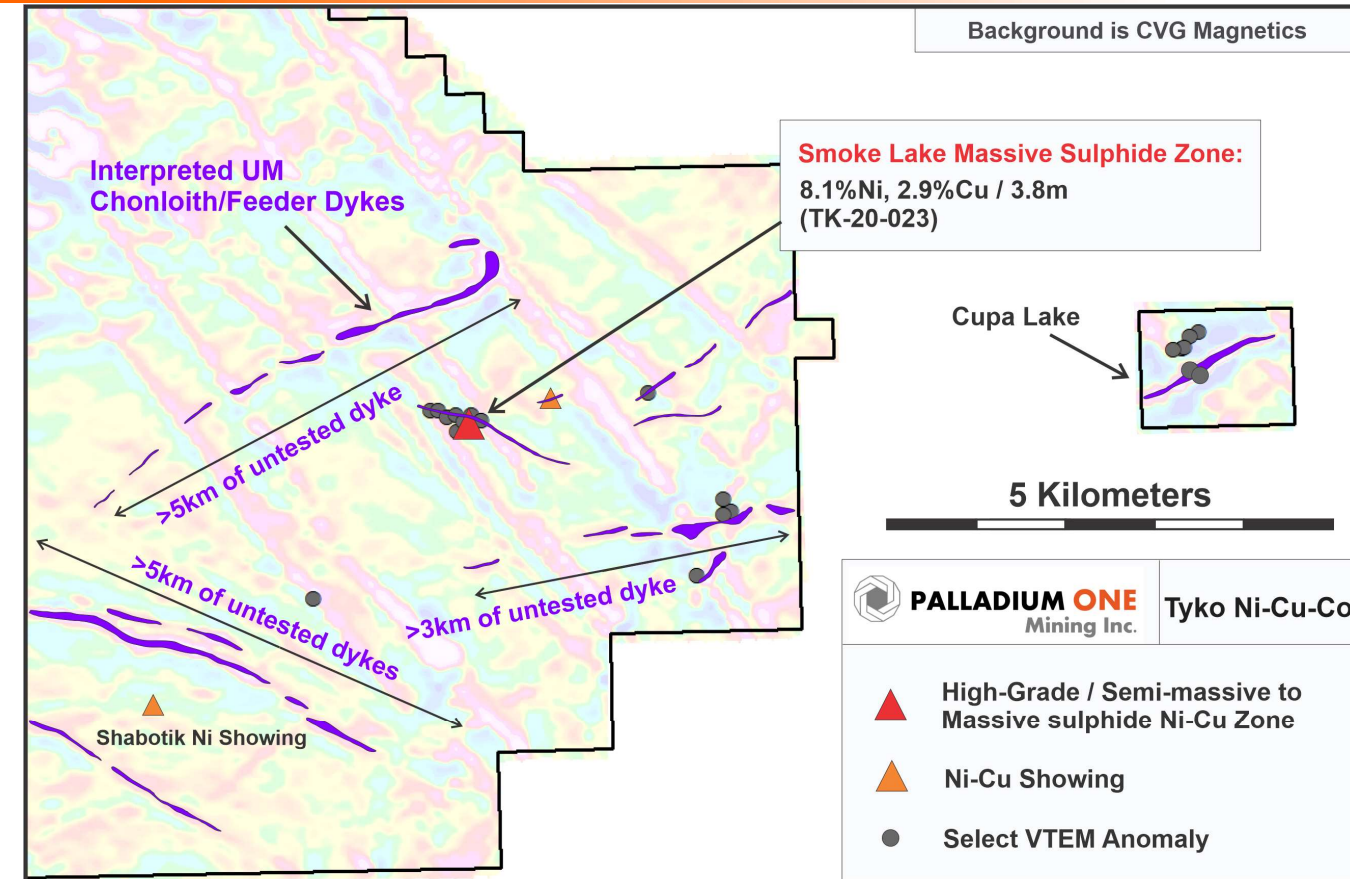 Background is CVG Magnetics
Interpreted UM
Chonloith/Feeder Dykes
Smoke Lake Massive Sulphide Zone:
8.1%Ni, 2.9%Cu / 3.8m
(TK-20-023)
Cupa Lake
>5km of untested dyke
>5km of untested dykes
>3km of untested dyke
Shabotik Ni Showing
5 Kilometers
PALLADIUM ONE
Mining Inc.
Tyko Ni-Cu-Co
High-Grade / Semi-massive to
Massive sulphide Ni-Cu Zone
Ni-Cu Showing
Select VTEM Anomaly